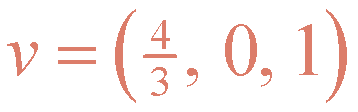 v = (4/3, 0, 1)